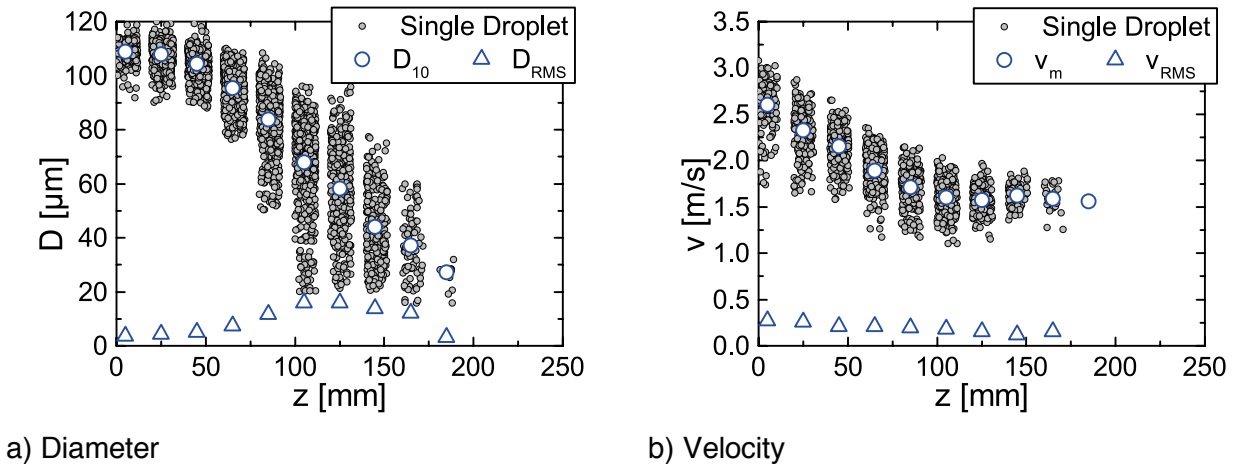 Single Droplet
D10 DRMS
120
100
80
60
40
20
0
D [µm]
0 50 100 150 200 250
z [mm]
a) Diameter
Single Droplet
vm vRMS
3.5
3.0
2.5
2.0
1.5
1.0
0.5
0.0
v [m/s]
0 50 100 150 200 250
z [mm]
b) Velocity